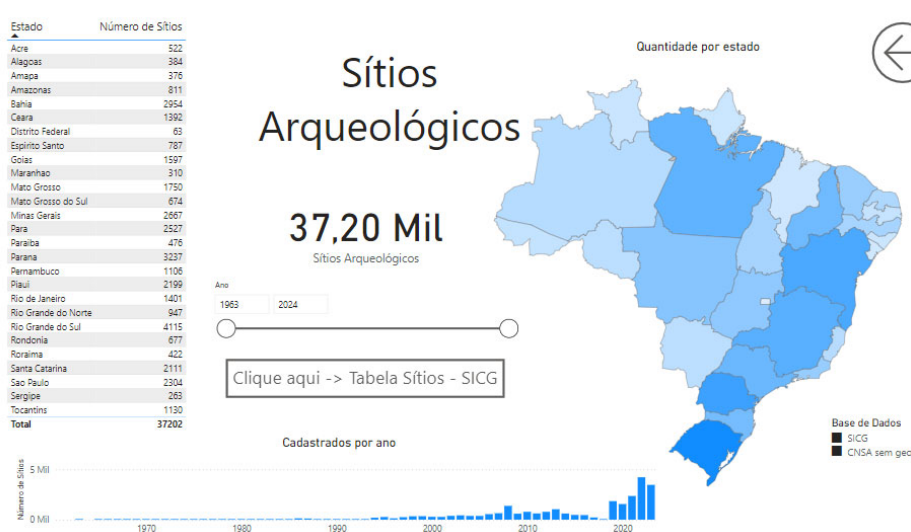 Estado Número de Sítios
Acre 522
Alagoas 384
Amapa 376
Amazonas 811
Bahia 2954
Ceara 1392
Distrito Federal 63
Espirito Santo 787
Goias 1597
Maranhao 310
Mato Grosso 1750
Mato Grosso do Sul 674
Minas Gerais 2667
Para 2527
Paraiba 476
Parana 3237
Pernambuco 1106
Piaui 2199
Rio de Janeiro 1401
Rio Grande do Norte 947
Rio Grande do Sul 4115
Rondonia 677
Roraima 422
Santa Catarina 2111
Sao Paulo 2304
Sergipe 263
Tocantins 1130
Total 37202
Sítios
Arqueológicos
37,20 Mil
Sítios Arqueológicos
Ano
1963 2024
Clique aqui -> Tabela Sítios - SICG
Quantidade por estado
Base de Dados
SICG
CNSA sem geo
Cadastrados por ano
Número de Sítios
5 Mil
0 Mil
1970 1980 1990 2000 2010 2020